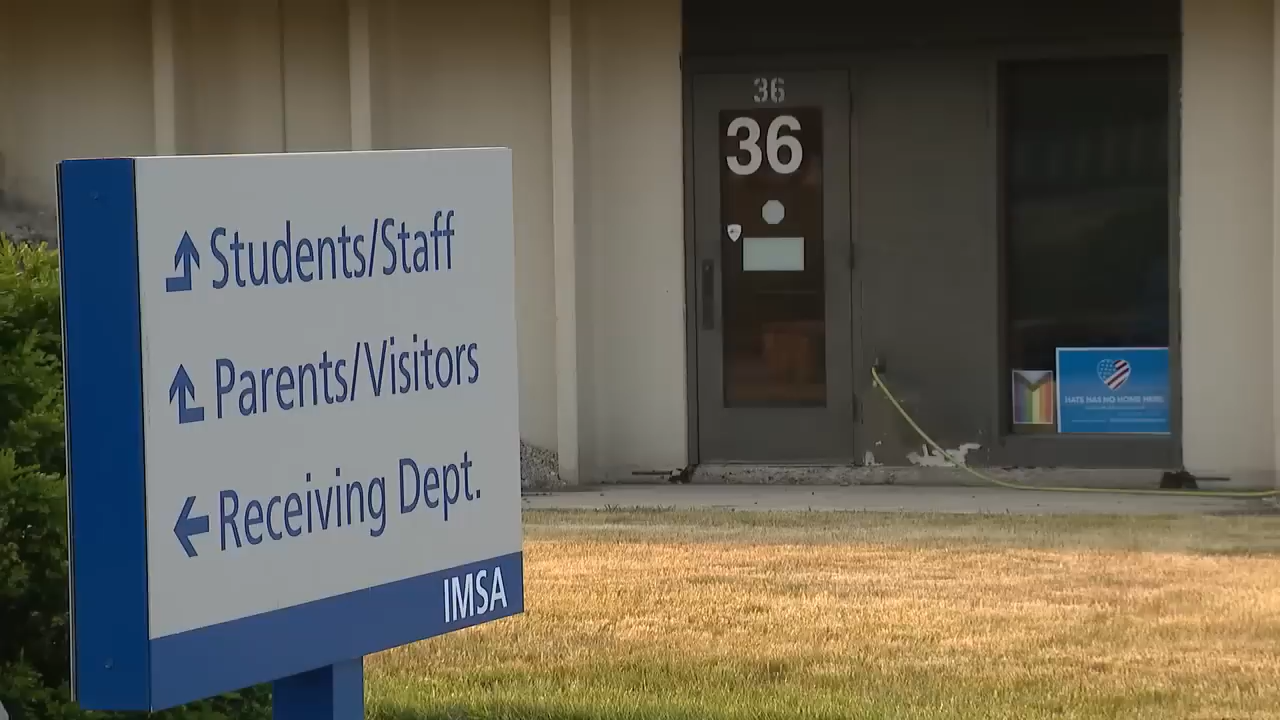 Students/Staff
Parents/Visitors
Receiving Dept.
IMSA
36
36
HATE HAS NO HOME HERE